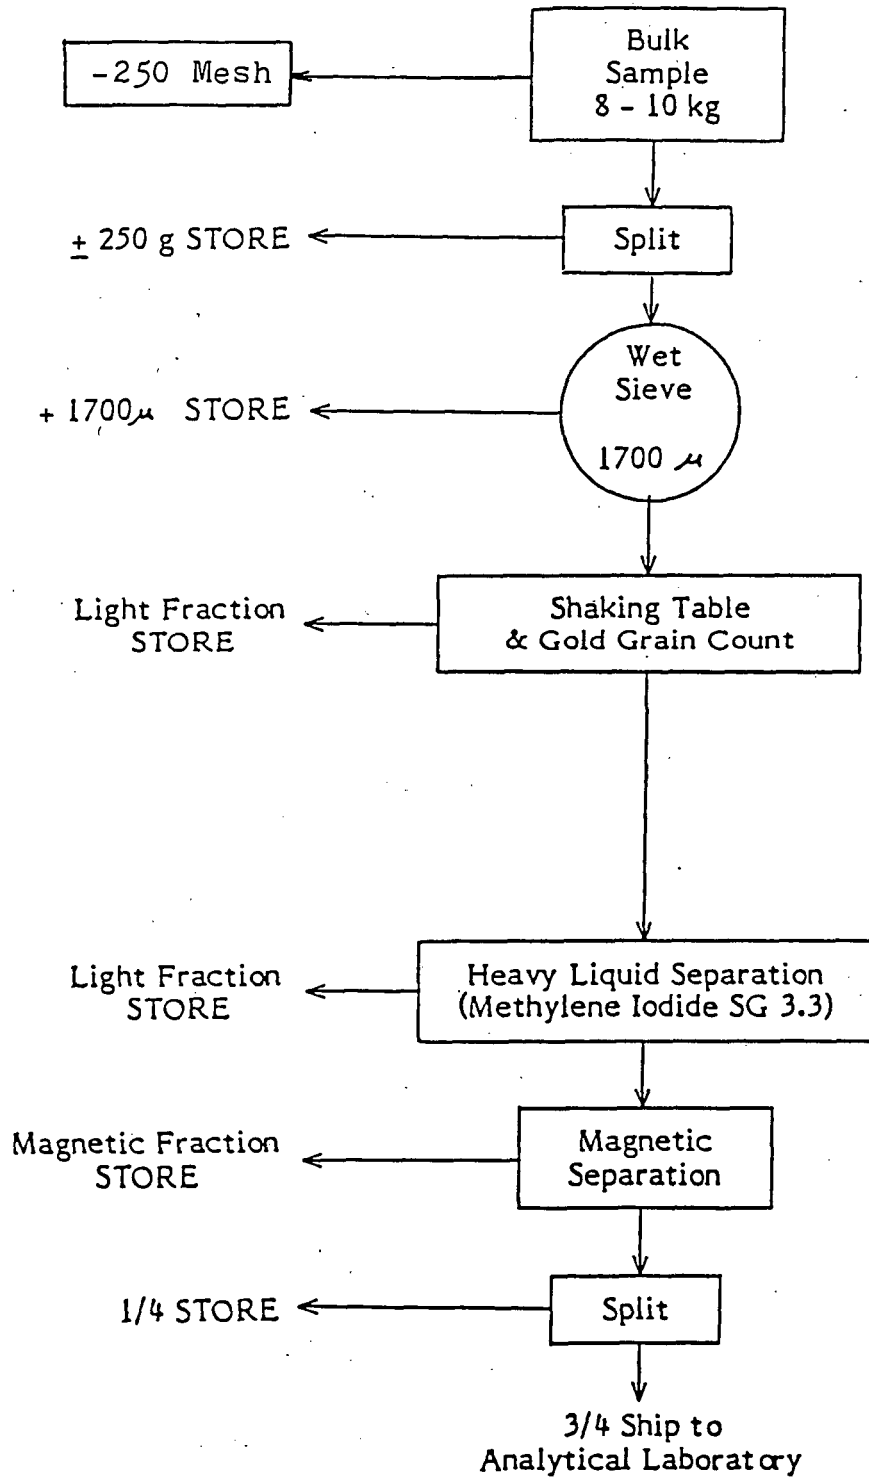 Bulk
Sample
8 - 10 kg
-250 Mesh
Split
± 250 g STORE
Wet
Sieve
1700 μ
+ 1700μ STORE
Shaking Table
& Gold Grain Count
Light Fraction
STORE
Heavy Liquid Separation
(Methylene Iodide SG 3.3)
Light Fraction
STORE
Magnetic
Separation
Magnetic Fraction
STORE
Split
1/4 STORE
3/4 Ship to
Analytical Laboratory